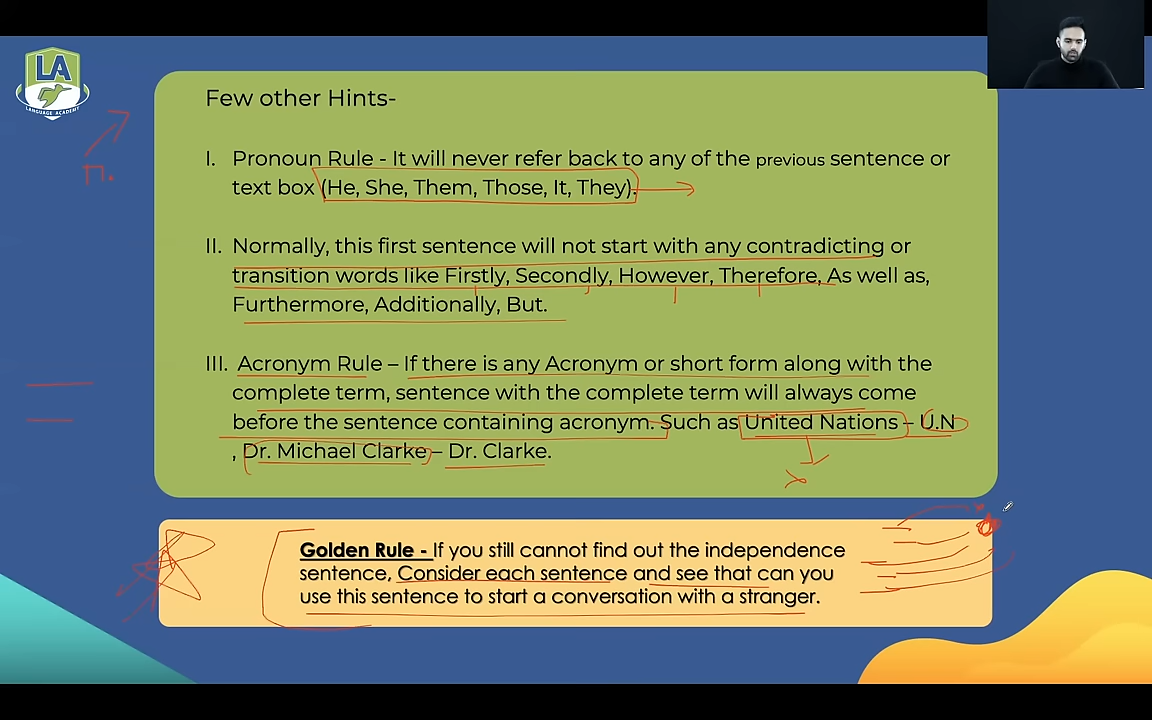 LA
LANGUAGE ACADEMY
Few other Hints-
I. Pronoun Rule - It will never refer back to any of the previous sentence or
text box (He, She, Them, Those, It, They).
II. Normally, this first sentence will not start with any contradicting or
transition words like Firstly, Secondly, However, Therefore, As well as,
Furthermore, Additionally, But.
III. Acronym Rule – If there is any Acronym or short form along with the
complete term, sentence with the complete term will always come
before the sentence containing acronym. Such as United Nations – U.N
, Dr. Michael Clarke – Dr. Clarke.
Golden Rule - If you still cannot find out the independence
sentence, Consider each sentence and see that can you
use this sentence to start a conversation with a stranger.